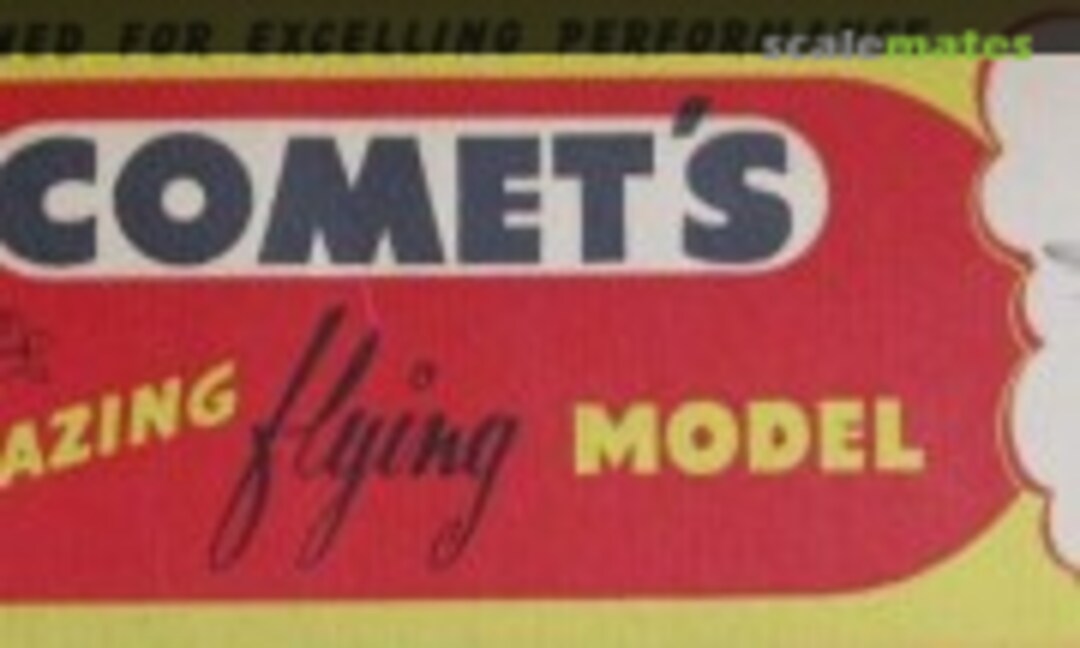 NED FOR EXCELLING PERFORMANCE
scalemates
COMET'S
AZING flying MODEL